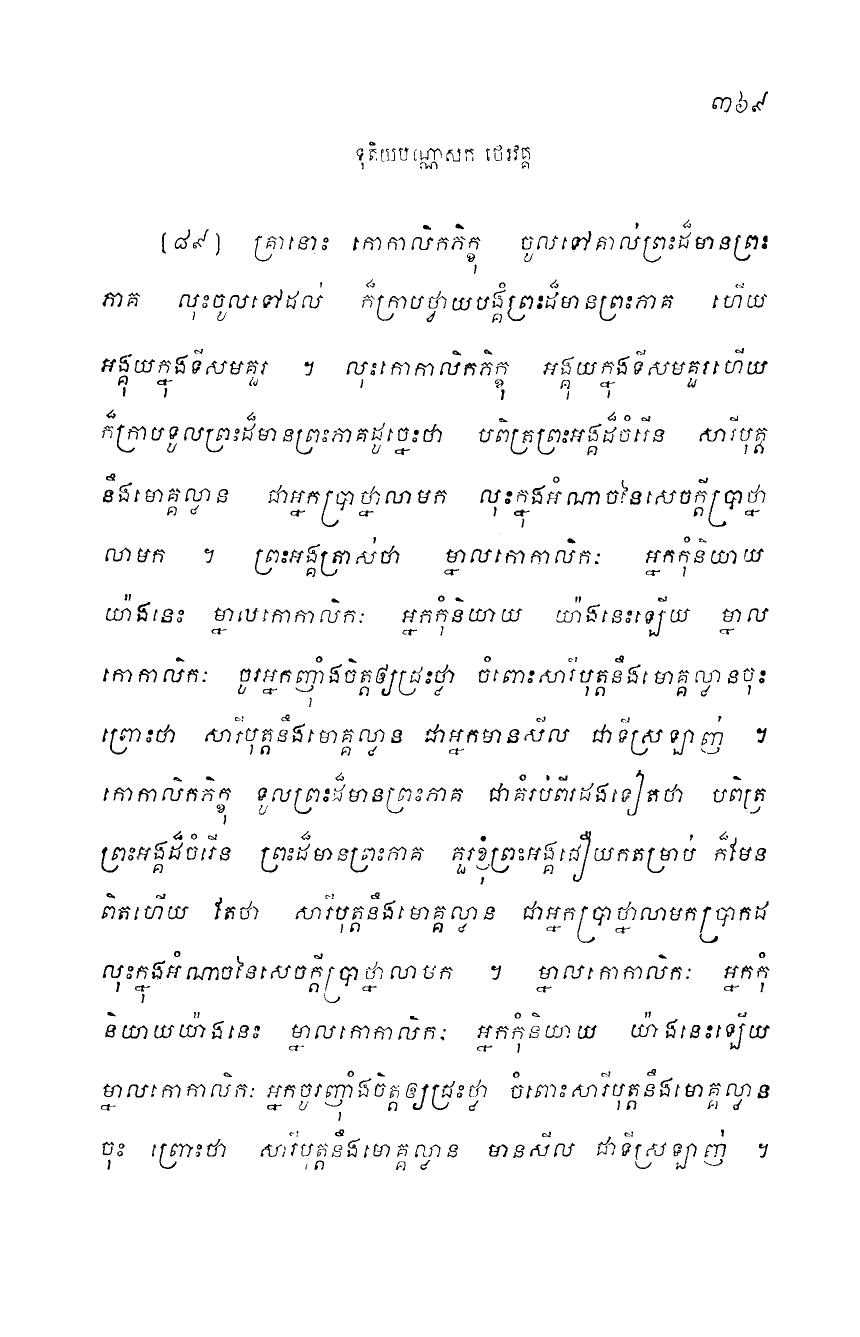 ៣៦៩
ទុតិយបណ្ណាសក ថេរវគ្គ
(៨៩) គ្រានោះ កោកាលិកភិក្ខុ ចូលទៅគាល់ព្រះដ៏មានព្រះ
ភាគ លុះចូលទៅដល់ ក៏ក្រាបថ្វាយបង្គំព្រះដ៏មានព្រះភាគ ហើយ
អង្គុយក្នុងទីសមគួរ ។ លុះកោកាលិកភិក្ខុ អង្គុយក្នុងទីសមគួរហើយ
ក៏ក្រាបទូលព្រះដ៏មានព្រះភាគដូច្នេះថា បពិត្រព្រះអង្គដ៏ចំរើន សារីបុត្ត
នឹងមោគ្គល្លាន ជាអ្នកប្រាថ្នាលាមក លុះក្នុងអំណាចនៃសេចក្តីប្រាថ្នា
លាមក ។ ព្រះអង្គត្រាស់ថា ម្នាលកោកាលិកៈ អ្នកកុំនិយាយ
យ៉ាងនេះ ម្នាលកោកាលិកៈ អ្នកកុំនិយាយ យ៉ាងនេះឡើយ ម្នាល
កោកាលិកៈ ចូរអ្នកញ៉ាំងចិត្តឲ្យជ្រះថ្លា ចំពោះសារីបុត្តនឹងមោគ្គល្លានចុះ
ព្រោះថា សារីបុត្តនឹងមោគ្គល្លាន ជាអ្នកមានសីល ជាទីស្រឡាញ់ ។
កោកាលិកភិក្ខុ ទូលព្រះដ៏មានព្រះភាគ ជាគំរប់ពីរដងទៀតថា បពិត្រ
ព្រះអង្គដ៏ចំរើន ព្រះដ៏មានព្រះភាគ គួរខ្ញុំព្រះអង្គជឿយកតម្រាប់ ក៏មែន
ពិតហើយ តែថា សារីបុត្តនឹងមោគ្គល្លាន ជាអ្នកប្រាថ្នាលាមកប្រាកដ
លុះក្នុងអំណាចនៃសេចក្តីប្រាថ្នាលាមក ។ ម្នាលកោកាលិកៈ អ្នកកុំ
និយាយយ៉ាងនេះ ម្នាលកោកាលិកៈ អ្នកកុំនិយាយ យ៉ាងនេះឡើយ
ម្នាលកោកាលិកៈ អ្នកចូរញ៉ាំងចិត្តឲ្យជ្រះថ្លា ចំពោះសារីបុត្តនឹងមោគ្គល្លាន
ចុះ ព្រោះថា សារីបុត្តនឹងមោគ្គល្លាន មានសីល ជាទីស្រឡាញ់ ។